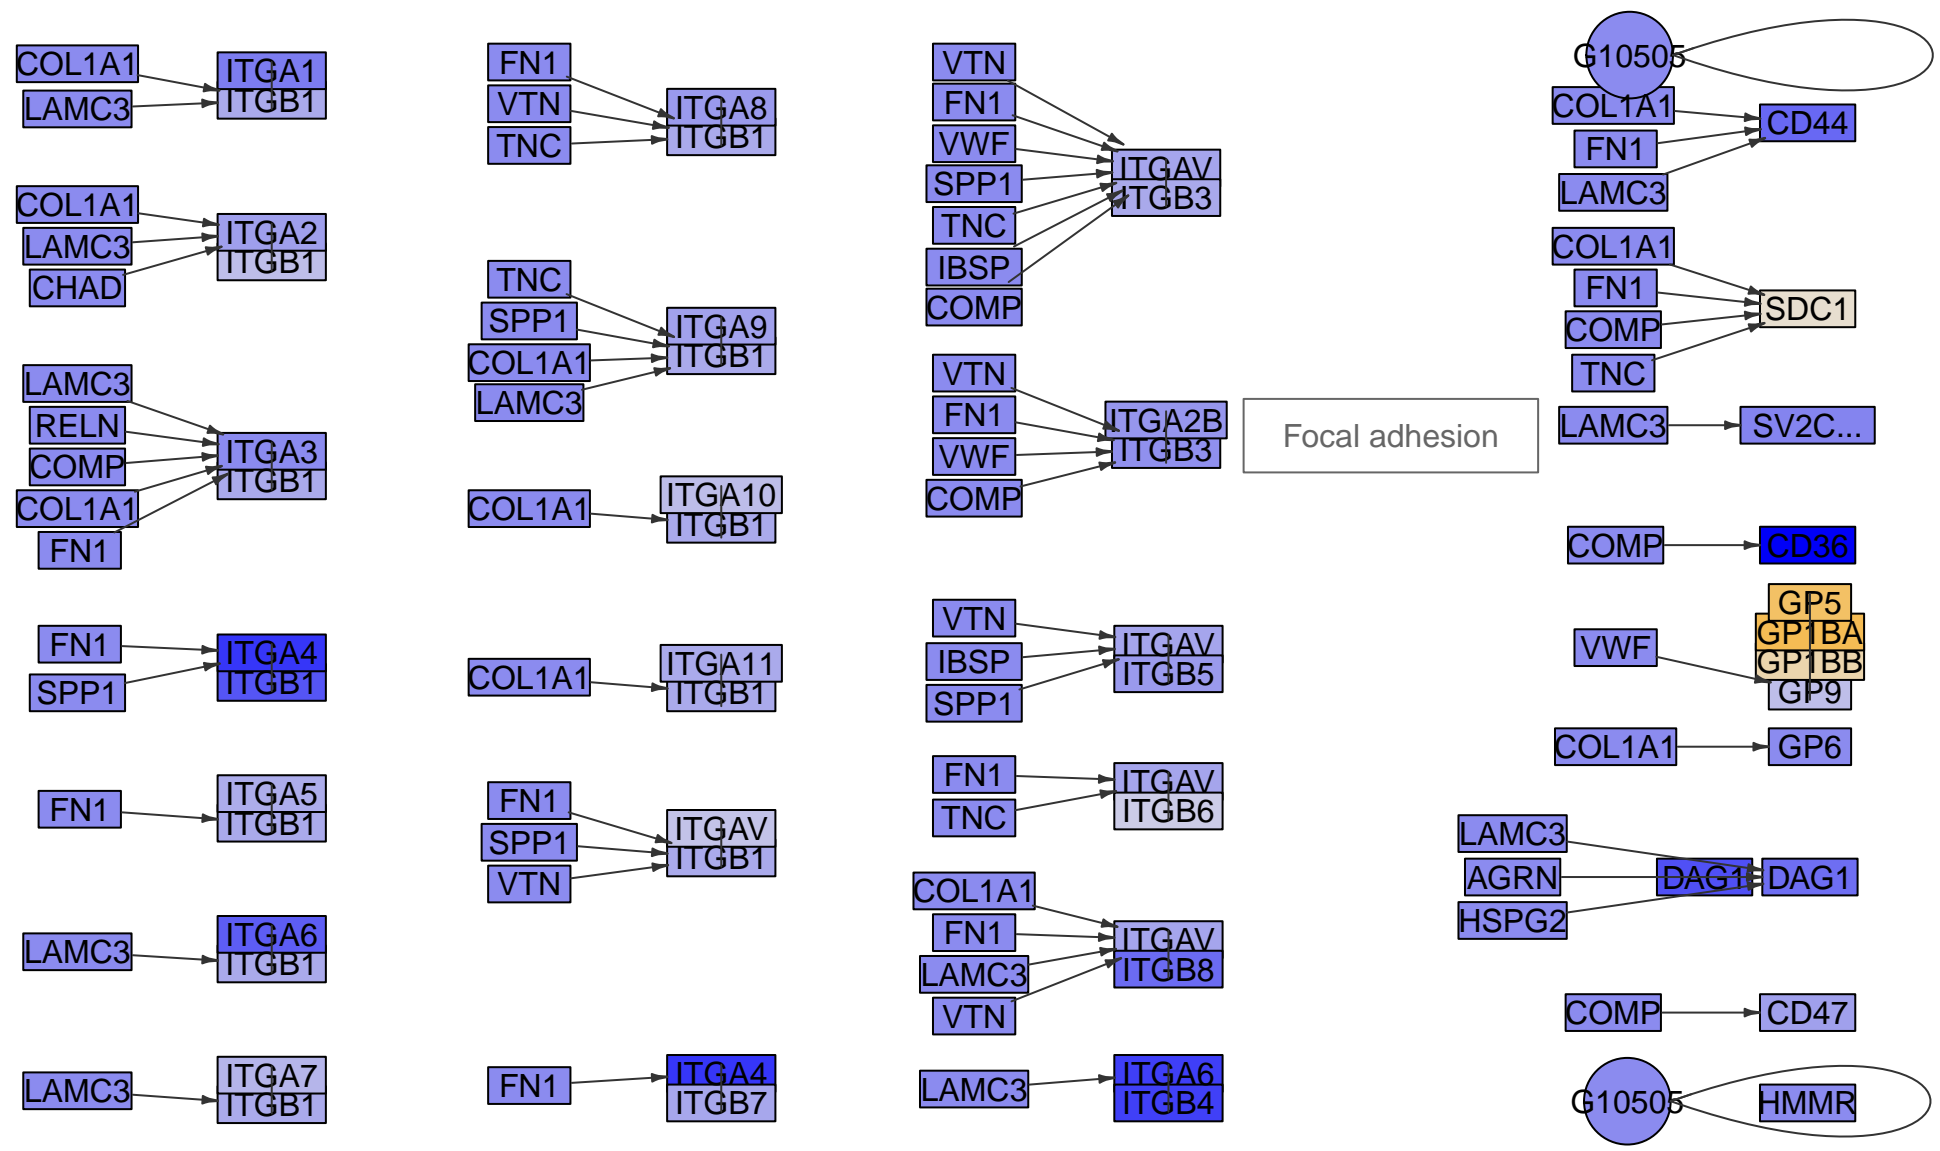 COL1A1
LAMC3
ITGA1
ITGB1
COL1A1
LAMC3
CHAD
ITGA2
ITGB1
LAMC3
RELN
COMP
COL1A1
FN1
ITGA3
ITGB1
FN1
SPP1
ITGA4
ITGB1
FN1
ITGA5
ITGB1
LAMC3
ITGA6
ITGB1
LAMC3
ITGA7
ITGB1
FN1
VTN
TNC
ITGA8
ITGB1
TNC
SPP1
COL1A1
LAMC3
ITGA9
ITGB1
COL1A1
ITGA10
ITGB1
COL1A1
ITGA11
ITGB1
FN1
SPP1
VTN
ITGAV
ITGB1
FN1
ITGA4
ITGB7
VTN
FN1
VWF
SPP1
TNC
IBSP
COMP
ITGAV
ITGB3
VTN
FN1
VWF
COMP
ITGA2B
ITGB3
Focal adhesion
VTN
IBSP
SPP1
ITGAV
ITGB5
FN1
TNC
ITGAV
ITGB6
COL1A1
FN1
LAMC3
VTN
ITGAV
ITGB8
LAMC3
ITGA6
ITGB4
G10505
COL1A1
FN1
LAMC3
CD44
COL1A1
FN1
COMP
TNC
SDC1
LAMC3
SV2C...
COMP
CD36
VWF
GP5
GP1BA
GP1BB
GP9
COL1A1
GP6
LAMC3
AGRN
HSPG2
DAG1
DAG1
COMP
CD47
G10505
HMMR